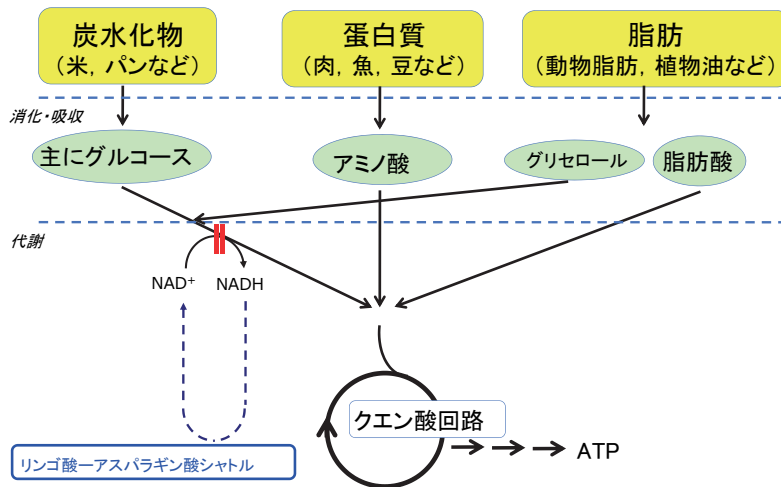 炭水化物
（米，パンなど）
蛋白質
（肉，魚，豆など）
脂肪
（動物脂肪，植物油など）
消化・吸収
主にグルコース
アミノ酸
グリセロール
脂肪酸
代謝
NAD⁺
NADH
クエン酸回路
ATP
リンゴ酸ーアスパラギン酸シャトル